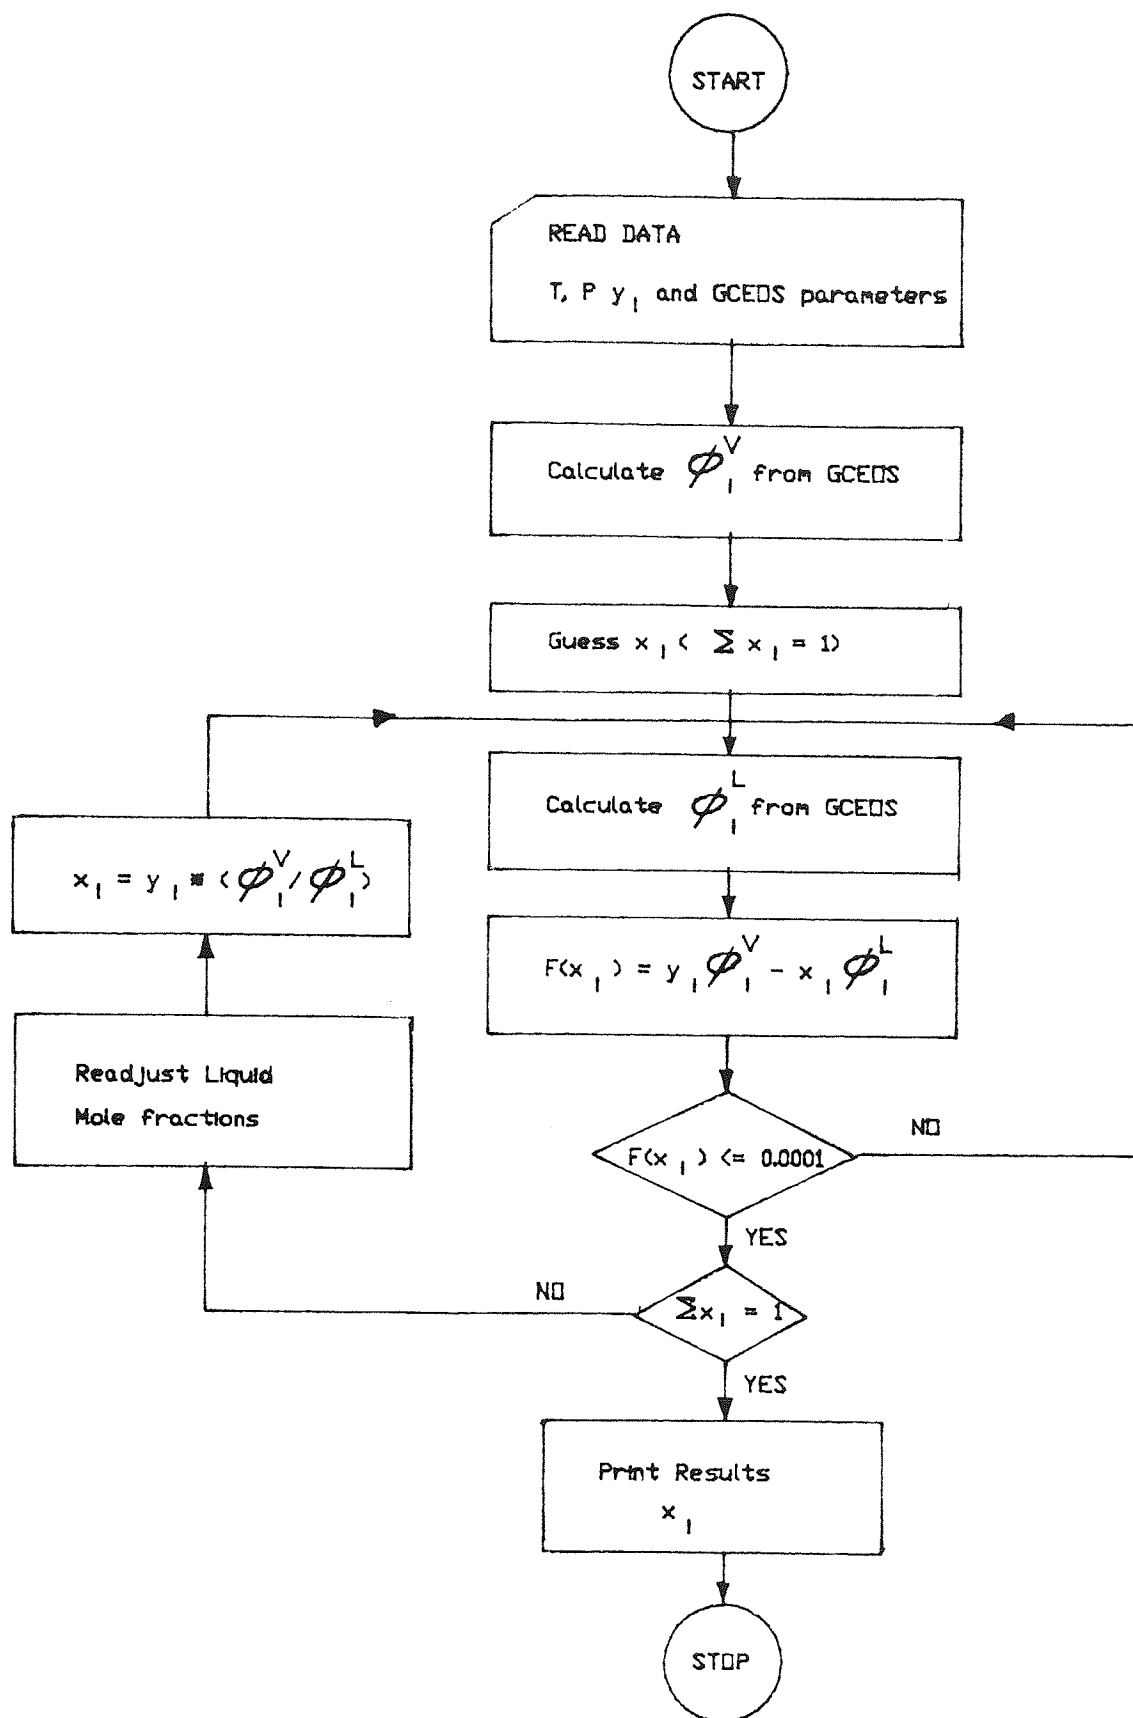 START
READ DATA
T, P y i and GCEOS parameters
Calculate ϕ i V from GCEOS
Guess x i ( Σ x i = 1)
Calculate ϕ i L from GCEOS
x i = y i * ( ϕ i V / ϕ i L )
F(x i ) = y i ϕ i V - x i ϕ i L
Readjust Liquid
Mole fractions
F(x i ) <= 0.0001
NO
YES
Σx i = 1
NO
YES
Print Results
x i
STOP